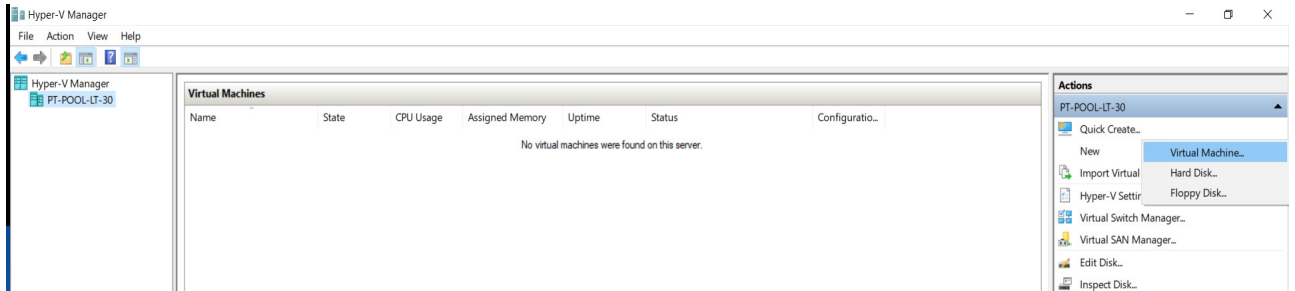 Hyper-V Manager
File Action View Help
Hyper-V Manager
PT-POOL-LT-30
Virtual Machines
Name State CPU Usage Assigned Memory Uptime Status Configuratio...
No virtual machines were found on this server.
Actions
PT-POOL-LT-30
Quick Create...
New
Virtual Machine...
Import Virtual
Hard Disk...
Hyper-V Settin
Floppy Disk...
Virtual Switch Manager...
Virtual SAN Manager...
Edit Disk...
Inspect Disk...